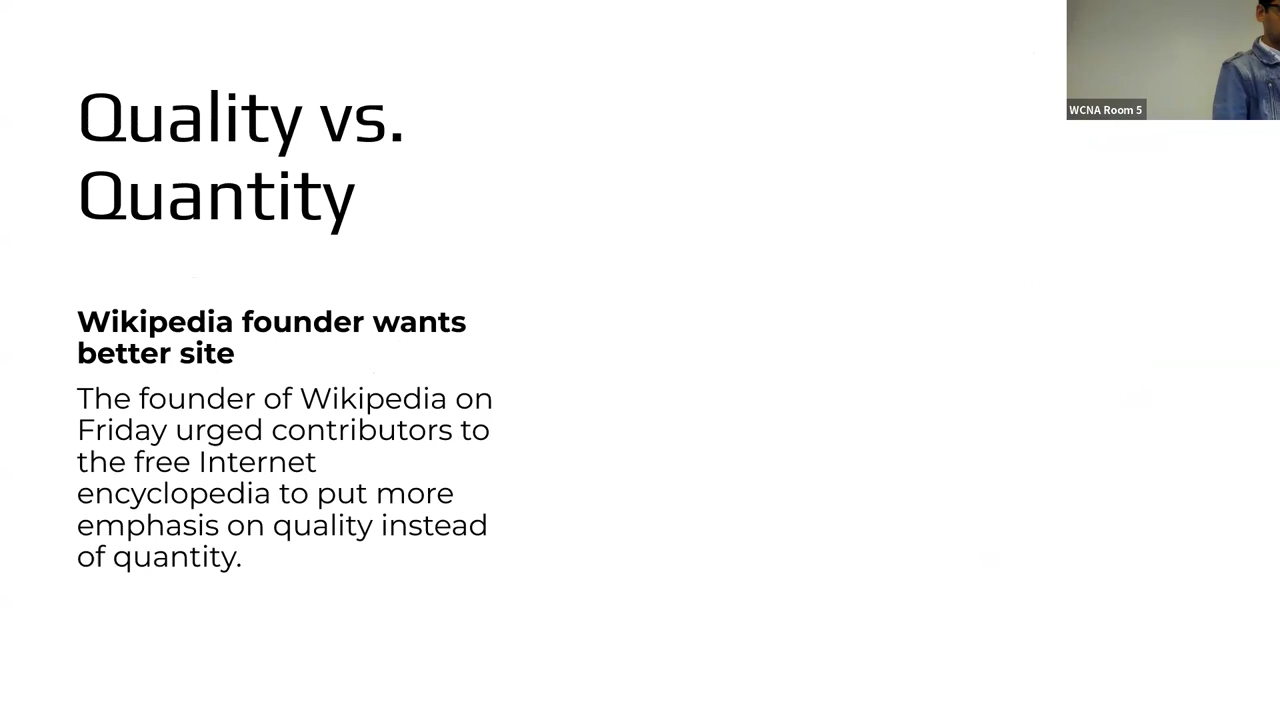 Quality vs.
Quantity
WCNA Room 5
Wikipedia founder wants
better site
The founder of Wikipedia on
Friday urged contributors to
the free Internet
encyclopedia to put more
emphasis on quality instead
of quantity.